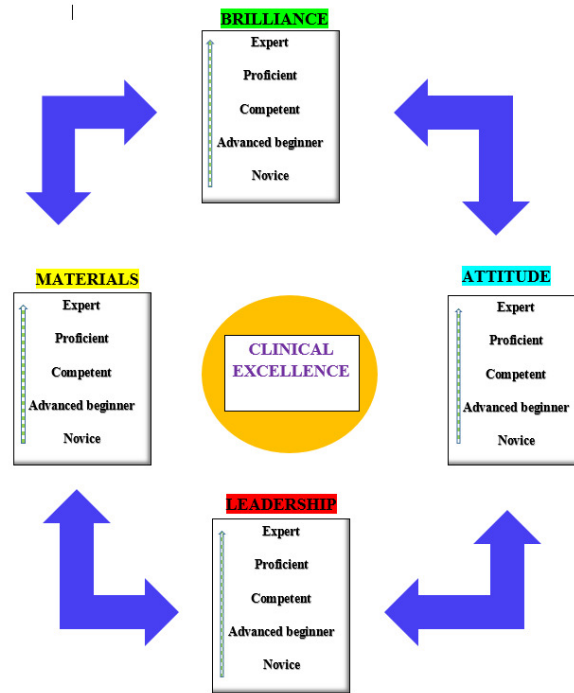 BRILLIANCE
Expert
Proficient
Competent
Advanced beginner
Novice
MATERIALS
Expert
Proficient
Competent
Advanced beginner
Novice
CLINICAL
EXCELLENCE
ATTITUDE
Expert
Proficient
Competent
Advanced beginner
Novice
LEADERSHIP
Expert
Proficient
Competent
Advanced beginner
Novice